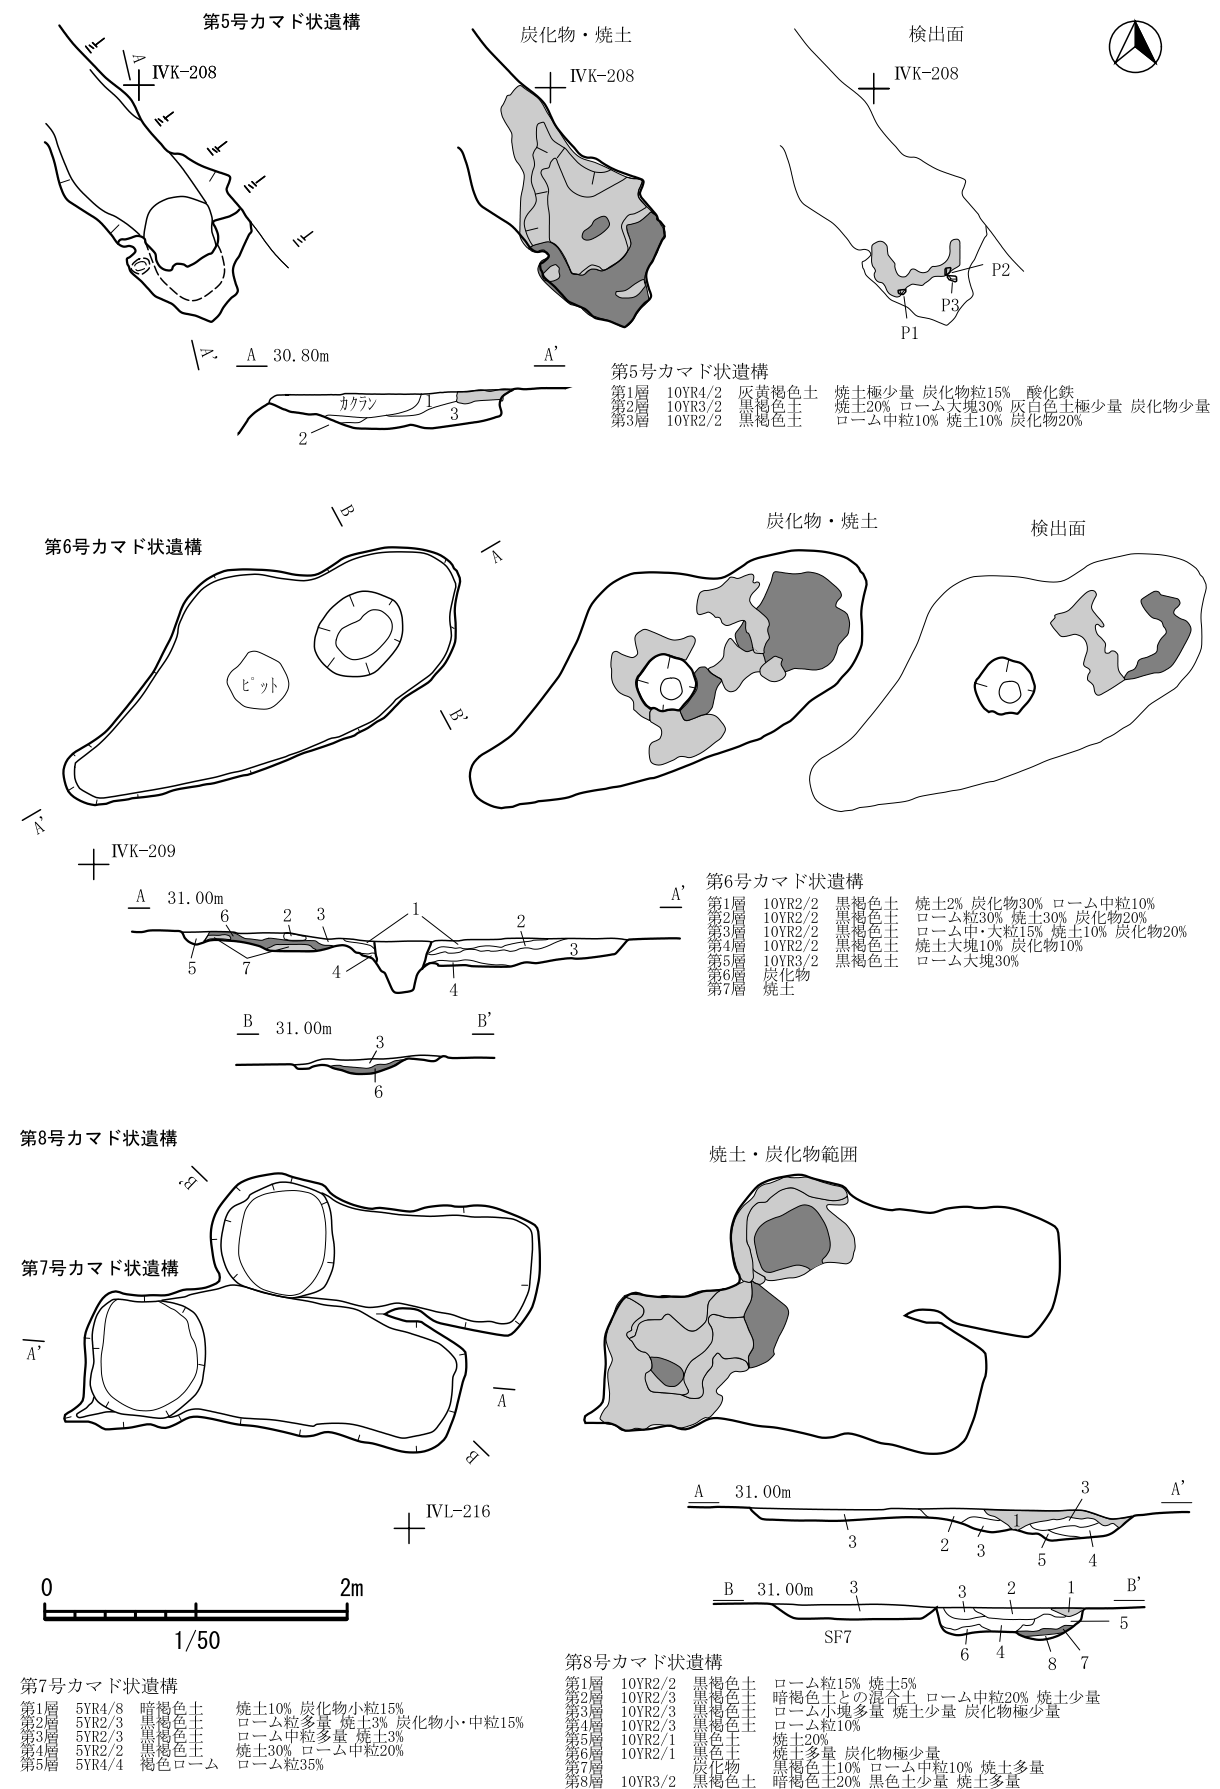 第5号カマド状遺構
炭化物・焼土
検出面
A
ⅣK-208
ⅣK-208
ⅣK-208
P2
P3
P1
A'
A 30.80m A'
カクラン
1
3
2
第5号カマド状遺構
第1層 10YR4/2 灰黄褐色土 焼土極少量 炭化物粒15% 酸化鉄
第2層 10YR3/2 黒褐色土 焼土20% ローム大塊30% 灰白色土極少量 炭化物少量
第3層 10YR2/2 黒褐色土 ローム中粒10% 焼土10% 炭化物20%
B
炭化物・焼土
検出面
第6号カマド状遺構
A
ピット
B'
A'
ⅣK-209
A 31.00m A'
6 2 3 1 2
3
5 7 4 4
B 31.00m B'
3
6
第6号カマド状遺構
第1層 10YR2/2 黒褐色土 焼土2% 炭化物30% ローム中粒10%
第2層 10YR2/2 黒褐色土 ローム粒30% 焼土30% 炭化物20%
第3層 10YR2/2 黒褐色土 ローム中・大粒15% 焼土10% 炭化物20%
第4層 10YR2/2 黒褐色土 焼土大塊10% 炭化物10%
第5層 10YR3/2 黒褐色土 ローム大塊30%
第6層 炭化物
第7層 焼土
第8号カマド状遺構
焼土・炭化物範囲
B'
第7号カマド状遺構
A'
A
B
ⅣL-216
A 31.00m A'
3
1
3 2 3 5 4
B 31.00m B'
3 3 2 1
5
SF7
6 4 8 7
0 2m
1/50
第7号カマド状遺構
第1層 5YR4/8 暗褐色土 焼土10% 炭化物小粒15%
第2層 5YR2/3 黒褐色土 ローム粒多量 焼土3% 炭化物小・中粒15%
第3層 5YR2/3 黒褐色土 ローム中粒多量 焼土3%
第4層 5YR2/2 黒褐色土 焼土30% ローム中粒20%
第5層 5YR4/4 褐色ローム ローム粒35%
第8号カマド状遺構
第1層 10YR2/2 黒褐色土 ローム粒15% 焼土5%
第2層 10YR2/3 黒褐色土 暗褐色土との混合土 ローム中粒20% 焼土少量
第3層 10YR2/3 黒褐色土 ローム小塊多量 焼土少量 炭化物極少量
第4層 10YR2/3 黒褐色土 ローム粒10%
第5層 10YR2/1 黒色土 焼土20%
第6層 10YR2/1 黒色土 焼土多量 炭化物極少量
第7層 炭化物 黒褐色土10% ローム中粒10% 焼土多量
第8層 10YR3/2 黒褐色土 暗褐色土20% 黒色土少量 焼土多量